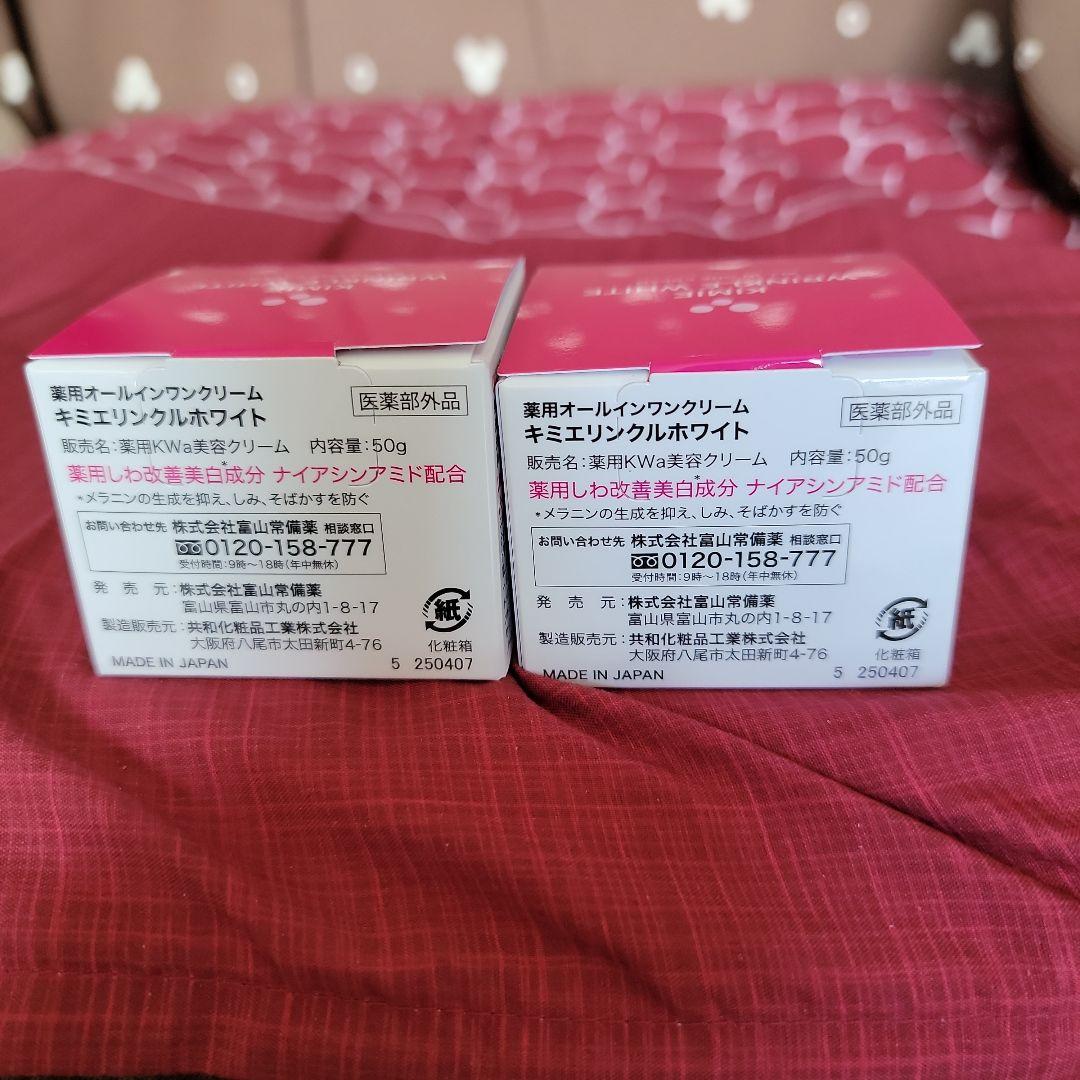 KIMIE
WRINKLE WHITE
薬用オールインワンクリーム
キミエリンクルホワイト
医薬部外品
販売名:薬用KWa美容クリーム 内容量:50g
薬用しわ改善美白*成分 ナイアシンアミド配合
*メラニンの生成を抑え、しみ、そばかすを防ぐ
お問い合わせ先 株式会社富山常備薬 相談窓口
0120-158-777
受付時間:9時~18時(年中無休)
発 売 元:株式会社富山常備薬
富山県富山市丸の内1-8-17
製造販売元:共和化粧品工業株式会社
大阪府八尾市太田新町4-76
紙
化粧箱
MADE IN JAPAN
5 250407
KIMIE
WRINKLE WHITE
薬用オールインワンクリーム
キミエリンクルホワイト
医薬部外品
販売名:薬用KWa美容クリーム 内容量:50g
薬用しわ改善美白*成分 ナイアシンアミド配合
*メラニンの生成を抑え、しみ、そばかすを防ぐ
お問い合わせ先 株式会社富山常備薬 相談窓口
0120-158-777
受付時間:9時~18時(年中無休)
発 売 元:株式会社富山常備薬
富山県富山市丸の内1-8-17
製造販売元:共和化粧品工業株式会社
大阪府八尾市太田新町4-76
紙
化粧箱
MADE IN JAPAN
5 250407